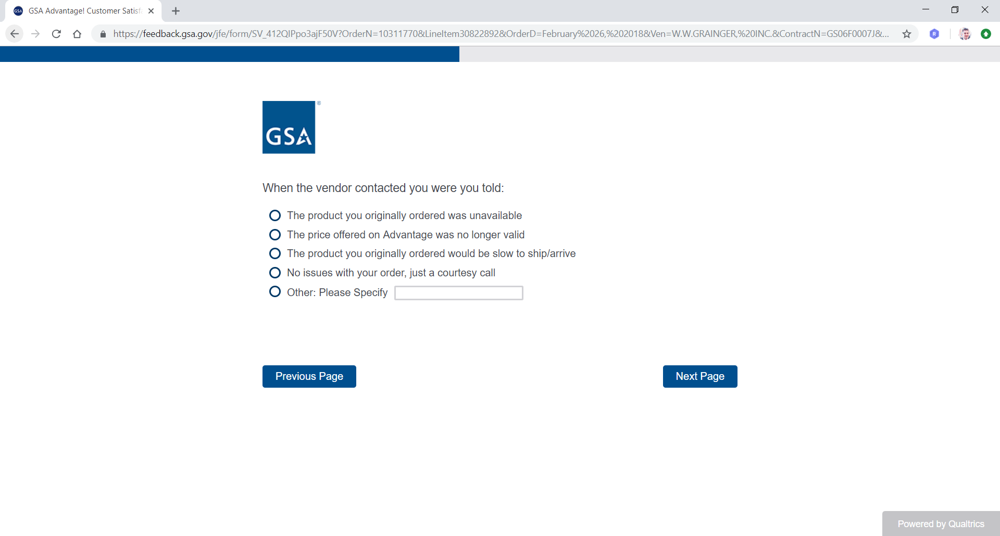 GSA Advantage! Customer Satisf
https://feedback.gsa.gov/jfe/form/SV_412QIPpo3ajF50V?OrderN=10311770&LineItem30822892&OrderD=February%2026,%202018&Ven=W.W.GRAINGER,%20INC.&ContractN=GS06F0007J&...
GSA
®
When the vendor contacted you were you told:
The product you originally ordered was unavailable
The price offered on Advantage was no longer valid
The product you originally ordered would be slow to ship/arrive
No issues with your order, just a courtesy call
Other: Please Specify
Previous Page
Next Page
Powered by Qualtrics